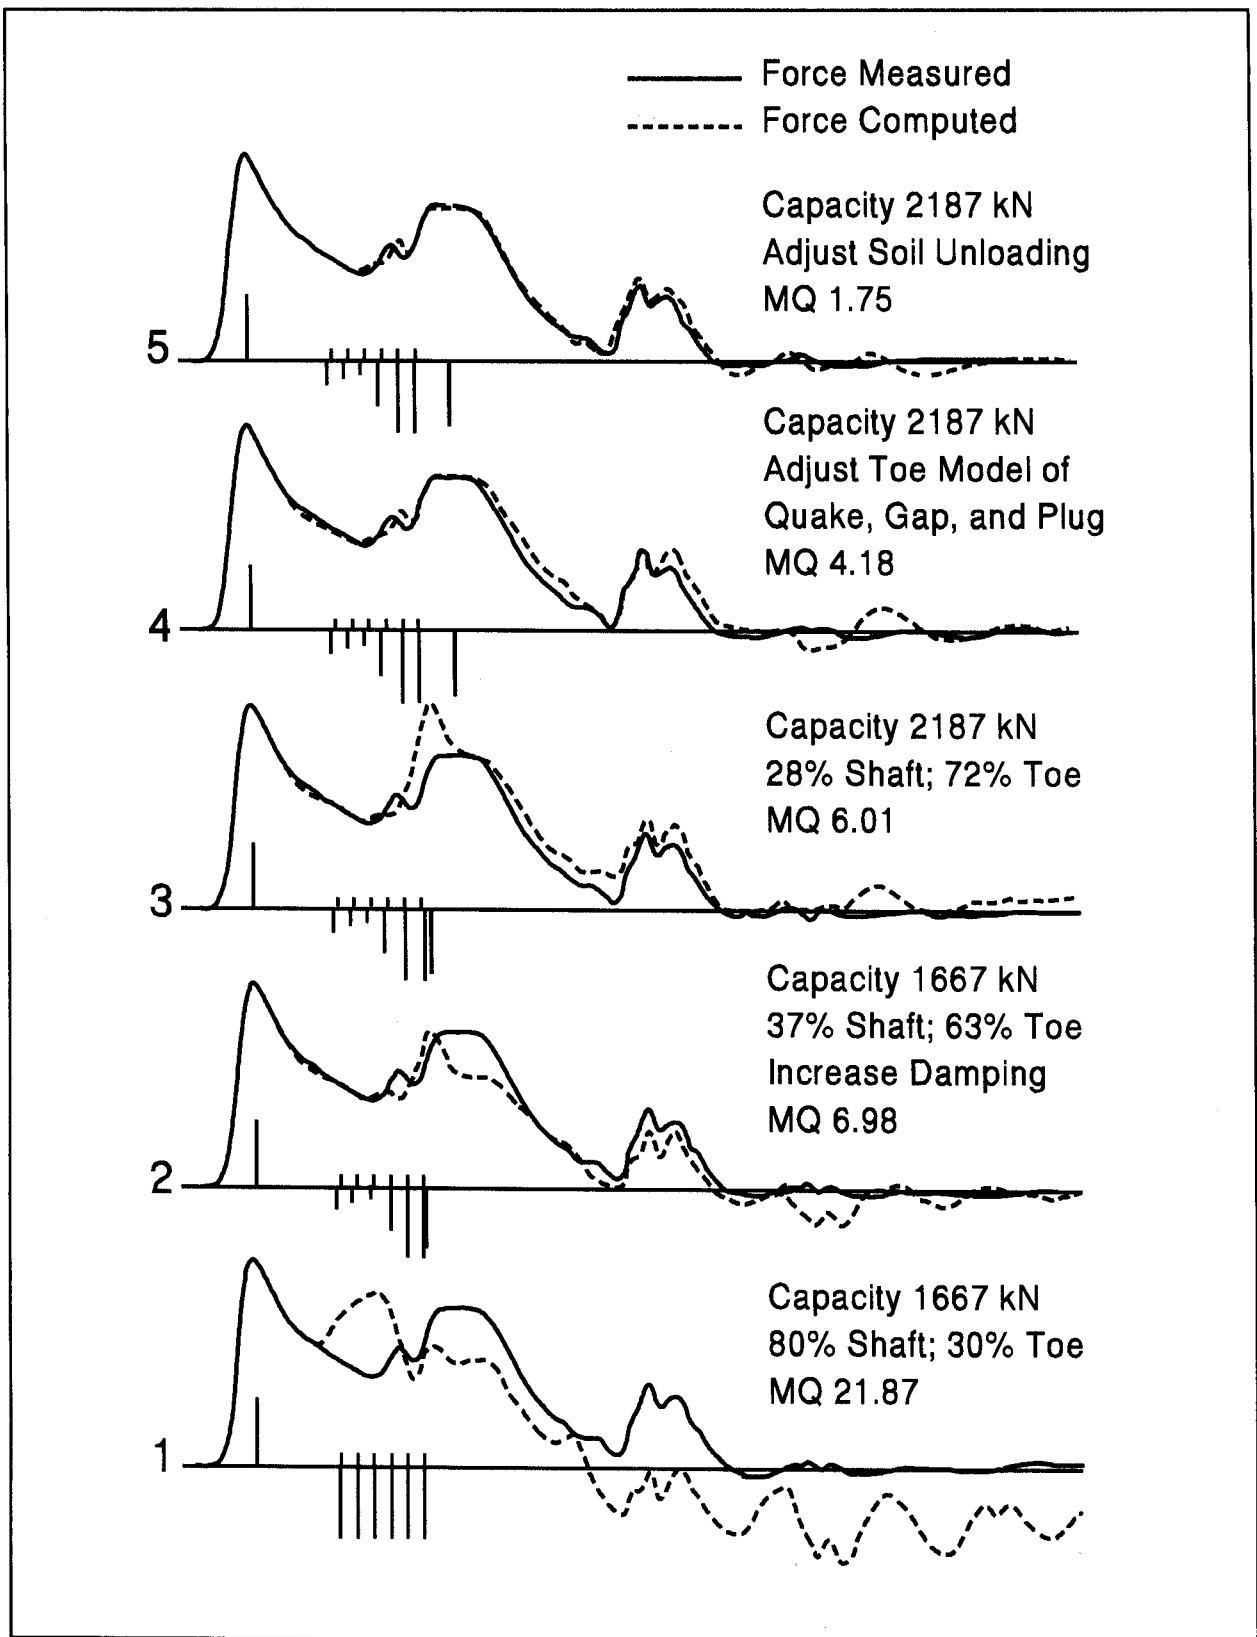 Force Measured
Force Computed
Capacity 2187 kN
Adjust Soil Unloading
MQ 1.75
5
Capacity 2187 kN
Adjust Toe Model of
Quake, Gap, and Plug
MQ 4.18
4
Capacity 2187 kN
28% Shaft; 72% Toe
MQ 6.01
3
Capacity 1667 kN
37% Shaft; 63% Toe
Increase Damping
MQ 6.98
2
Capacity 1667 kN
80% Shaft; 30% Toe
MQ 21.87
1